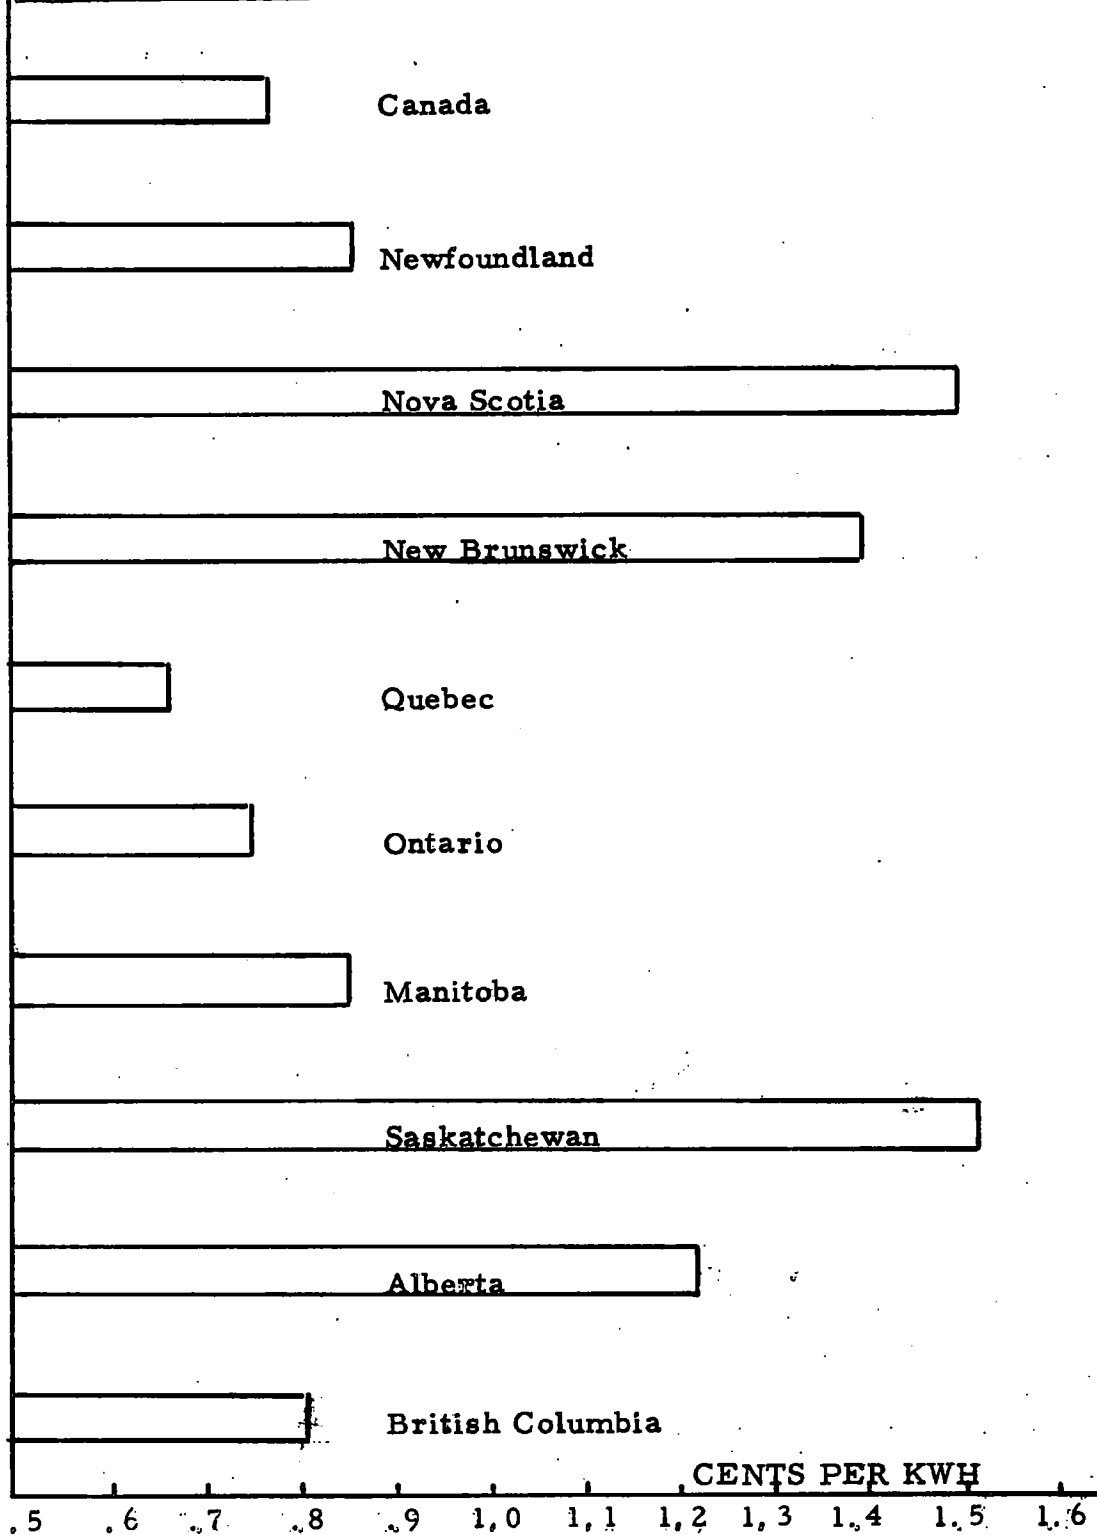 Canada
Newfoundland
Nova Scotia
New Brunswick
Quebec
Ontario
Manitoba
Saskatchewan
Alberta
British Columbia
CENTS PER KWH
.5 .6 .7 .8 .9 1.0 1.1 1.2 1.3 1.4 1.5 1.6